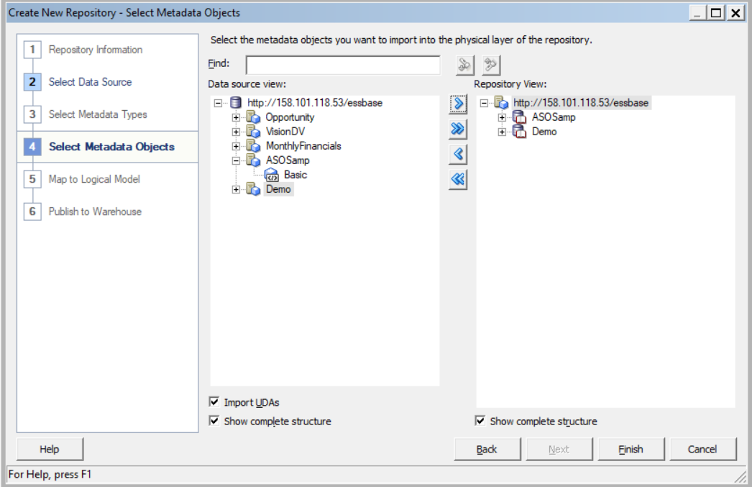 Create New Repository - Select Metadata Objects
1 Repository Information
2 Select Data Source
3 Select Metadata Types
4 Select Metadata Objects
5 Map to Logical Model
6 Publish to Warehouse
Select the metadata objects you want to import into the physical layer of the repository.
Find:
Data source view:
http://158.101.118.53/essbase
Opportunity
VisionDV
MonthlyFinancials
ASOSamp
Basic
Demo
Import UDAs
Show complete structure
Repository View:
http://158.101.118.53/essbase
ASOSamp
Demo
Show complete structure
Help
Back
Next
Finish
Cancel
For Help, press F1